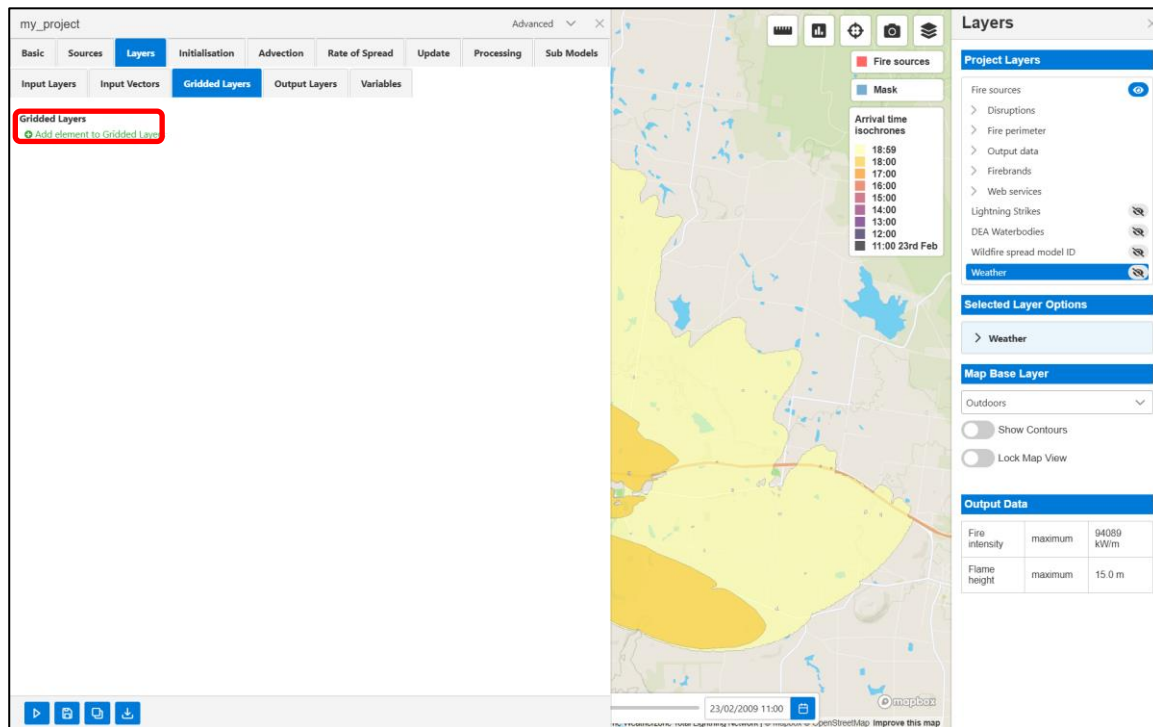 my_project
Advanced
Basic Sources Layers Initialisation Advection Rate of Spread Update Processing Sub Models
Input Layers Input Vectors Gridded Layers Output Layers Variables
Gridded Layers
Add element to Gridded Layer
Fire sources
Mask
Arrival time
isochrones
18:59
18:00
17:00
16:00
15:00
14:00
13:00
12:00
11:00 23rd Feb
23/02/2009 11:00
mapbox
Total Lightning Network | © Mapbox © OpenStreetMap Improve this map
Layers
Project Layers
Fire sources
Disruptions
Fire perimeter
Output data
Firebrands
Web services
Lightning Strikes
DEA Waterbodies
Wildfire spread model ID
Weather
Selected Layer Options
Weather
Map Base Layer
Outdoors
Show Contours
Lock Map View
Output Data
Fire intensity maximum 94089 kW/m
Flame height maximum 15.0 m